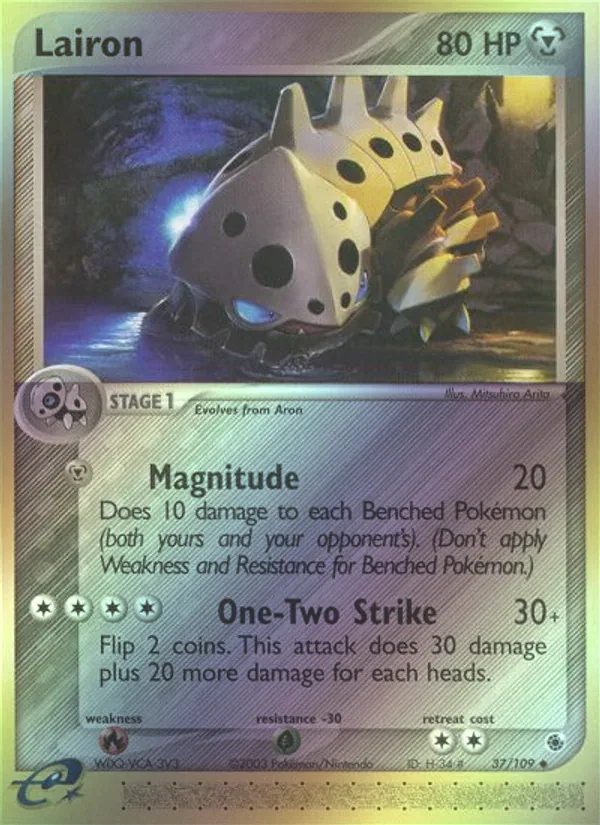 Lairon 80 HP
Illus. Mitsuhiro Arita
STAGE 1
Evolves from Aron
Magnitude 20
Does 10 damage to each Benched Pokémon
(both yours and your opponent's). (Don't apply
Weakness and Resistance for Benched Pokémon.)
One-Two Strike 30+
Flip 2 coins. This attack does 30 damage
plus 20 more damage for each heads.
weakness resistance -30 retreat cost
©2003 Pokémon/Nintendo ID: H-34-# 37/109
e